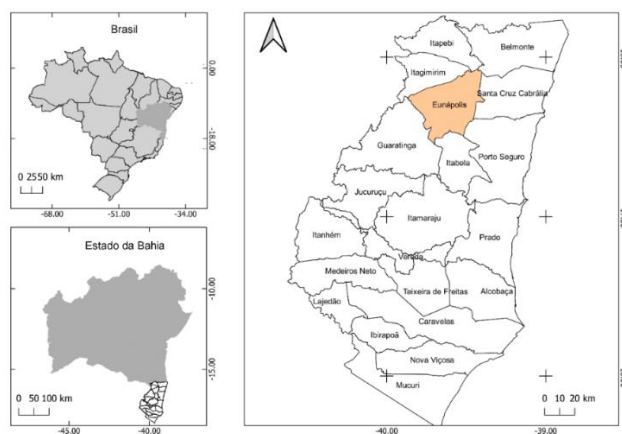 Brasil
0.00
-18.00
0 2550 km
-68.00
-51.00
-34.00
Estado da Bahia
-10.00
-15.00
0 50 100 km
-45.00
-40.00
Itapebi
Belmonte
Itagimirim
Eunápolis
Santa Cruz Cabrália
Guaratinga
Itabela
Porto Seguro
Jucuruçu
Itamaraju
Itanhém
Prado
Vereda
Medeiros Neto
Teixeira de Freitas
Alcobaça
Lajedão
Caravelas
Ibirapoã
Nova Viçosa
Mucuri
-40.00
-39.00
0 10 20 km